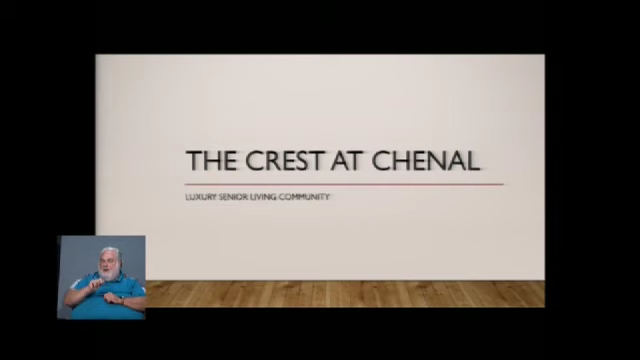 THE CREST AT CHENAL
LUXURY SENIOR LIVING COMMUNITY